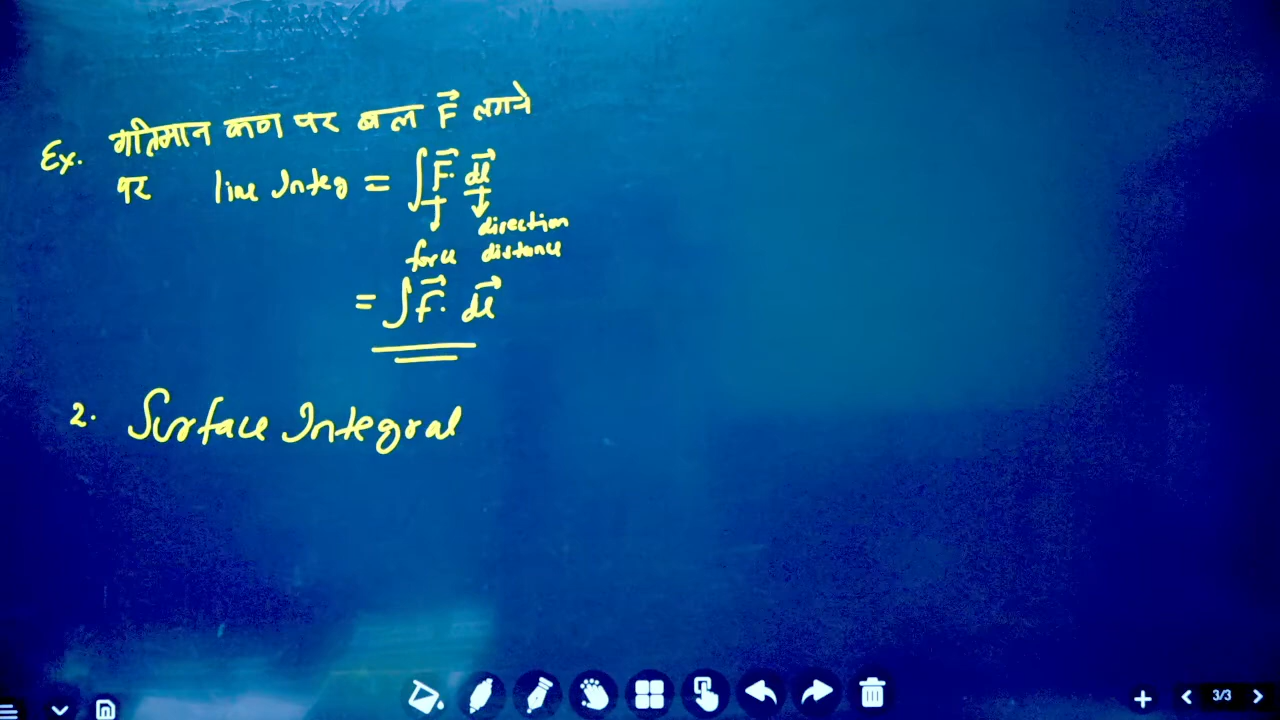 Ex. गतिमान कण पर बल F⃗ लगने
पर line Integ = ∫F⃗. dl⃗
direction
force distance
= ∫F⃗. dl⃗
2. Surface Integral
3/3